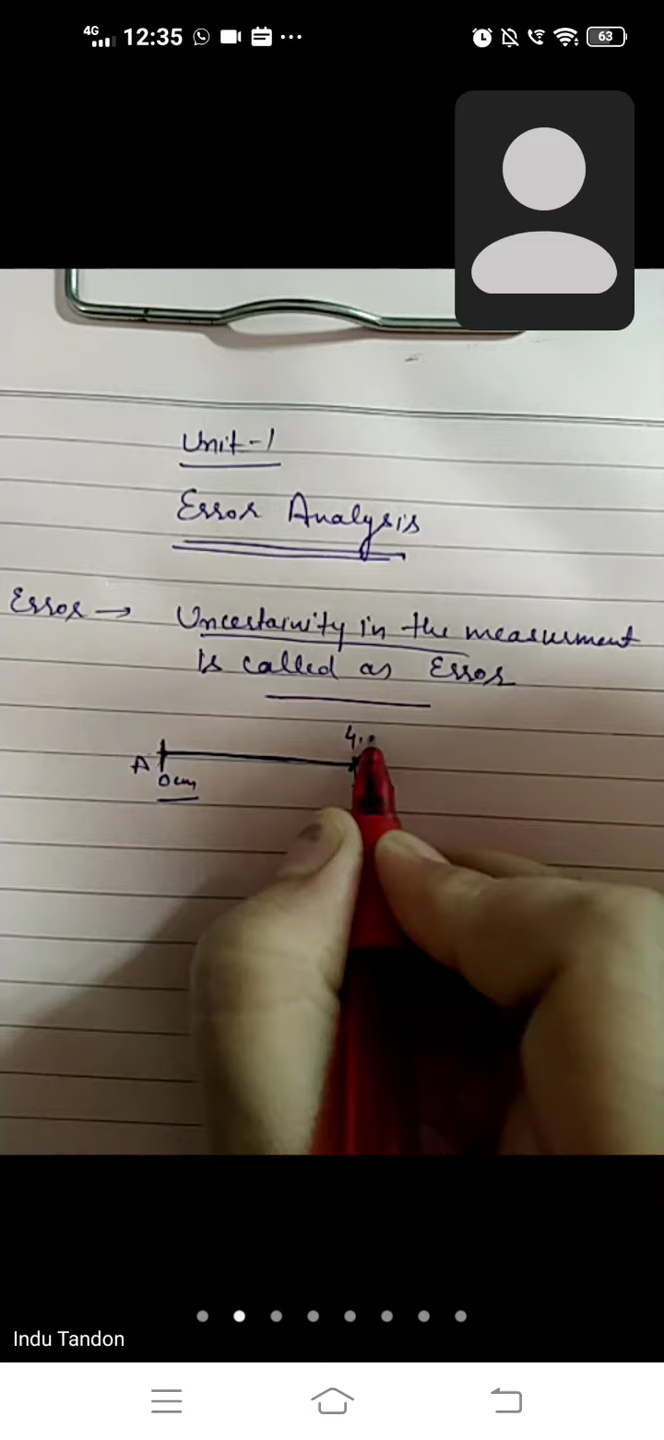 4G 12:35 63
Unit-1
Error Analysis
Error → Uncertainity in the measurment
is called as Error
A
0cm
Indu Tandon